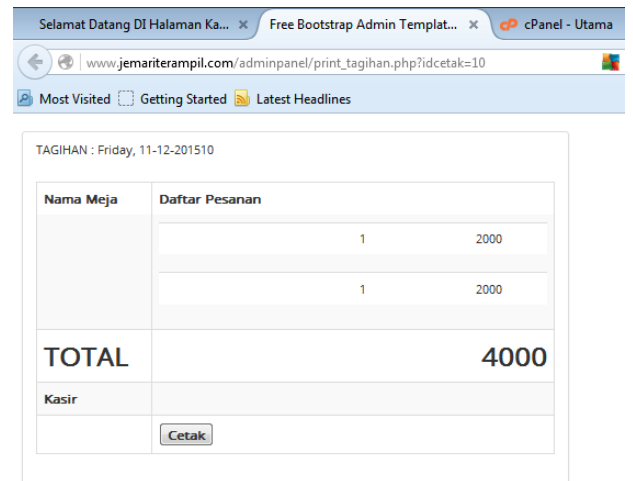 Selamat Datang DI Halaman Ka... × Free Bootstrap Admin Templat... × cP cPanel - Utama
www.jemariterampil.com/adminpanel/print_tagihan.php?idcetak=10
Most Visited Getting Started Latest Headlines
TAGIHAN : Friday, 11-12-201510
Nama Meja Daftar Pesanan
1 2000
1 2000
TOTAL 4000
Kasir
Cetak